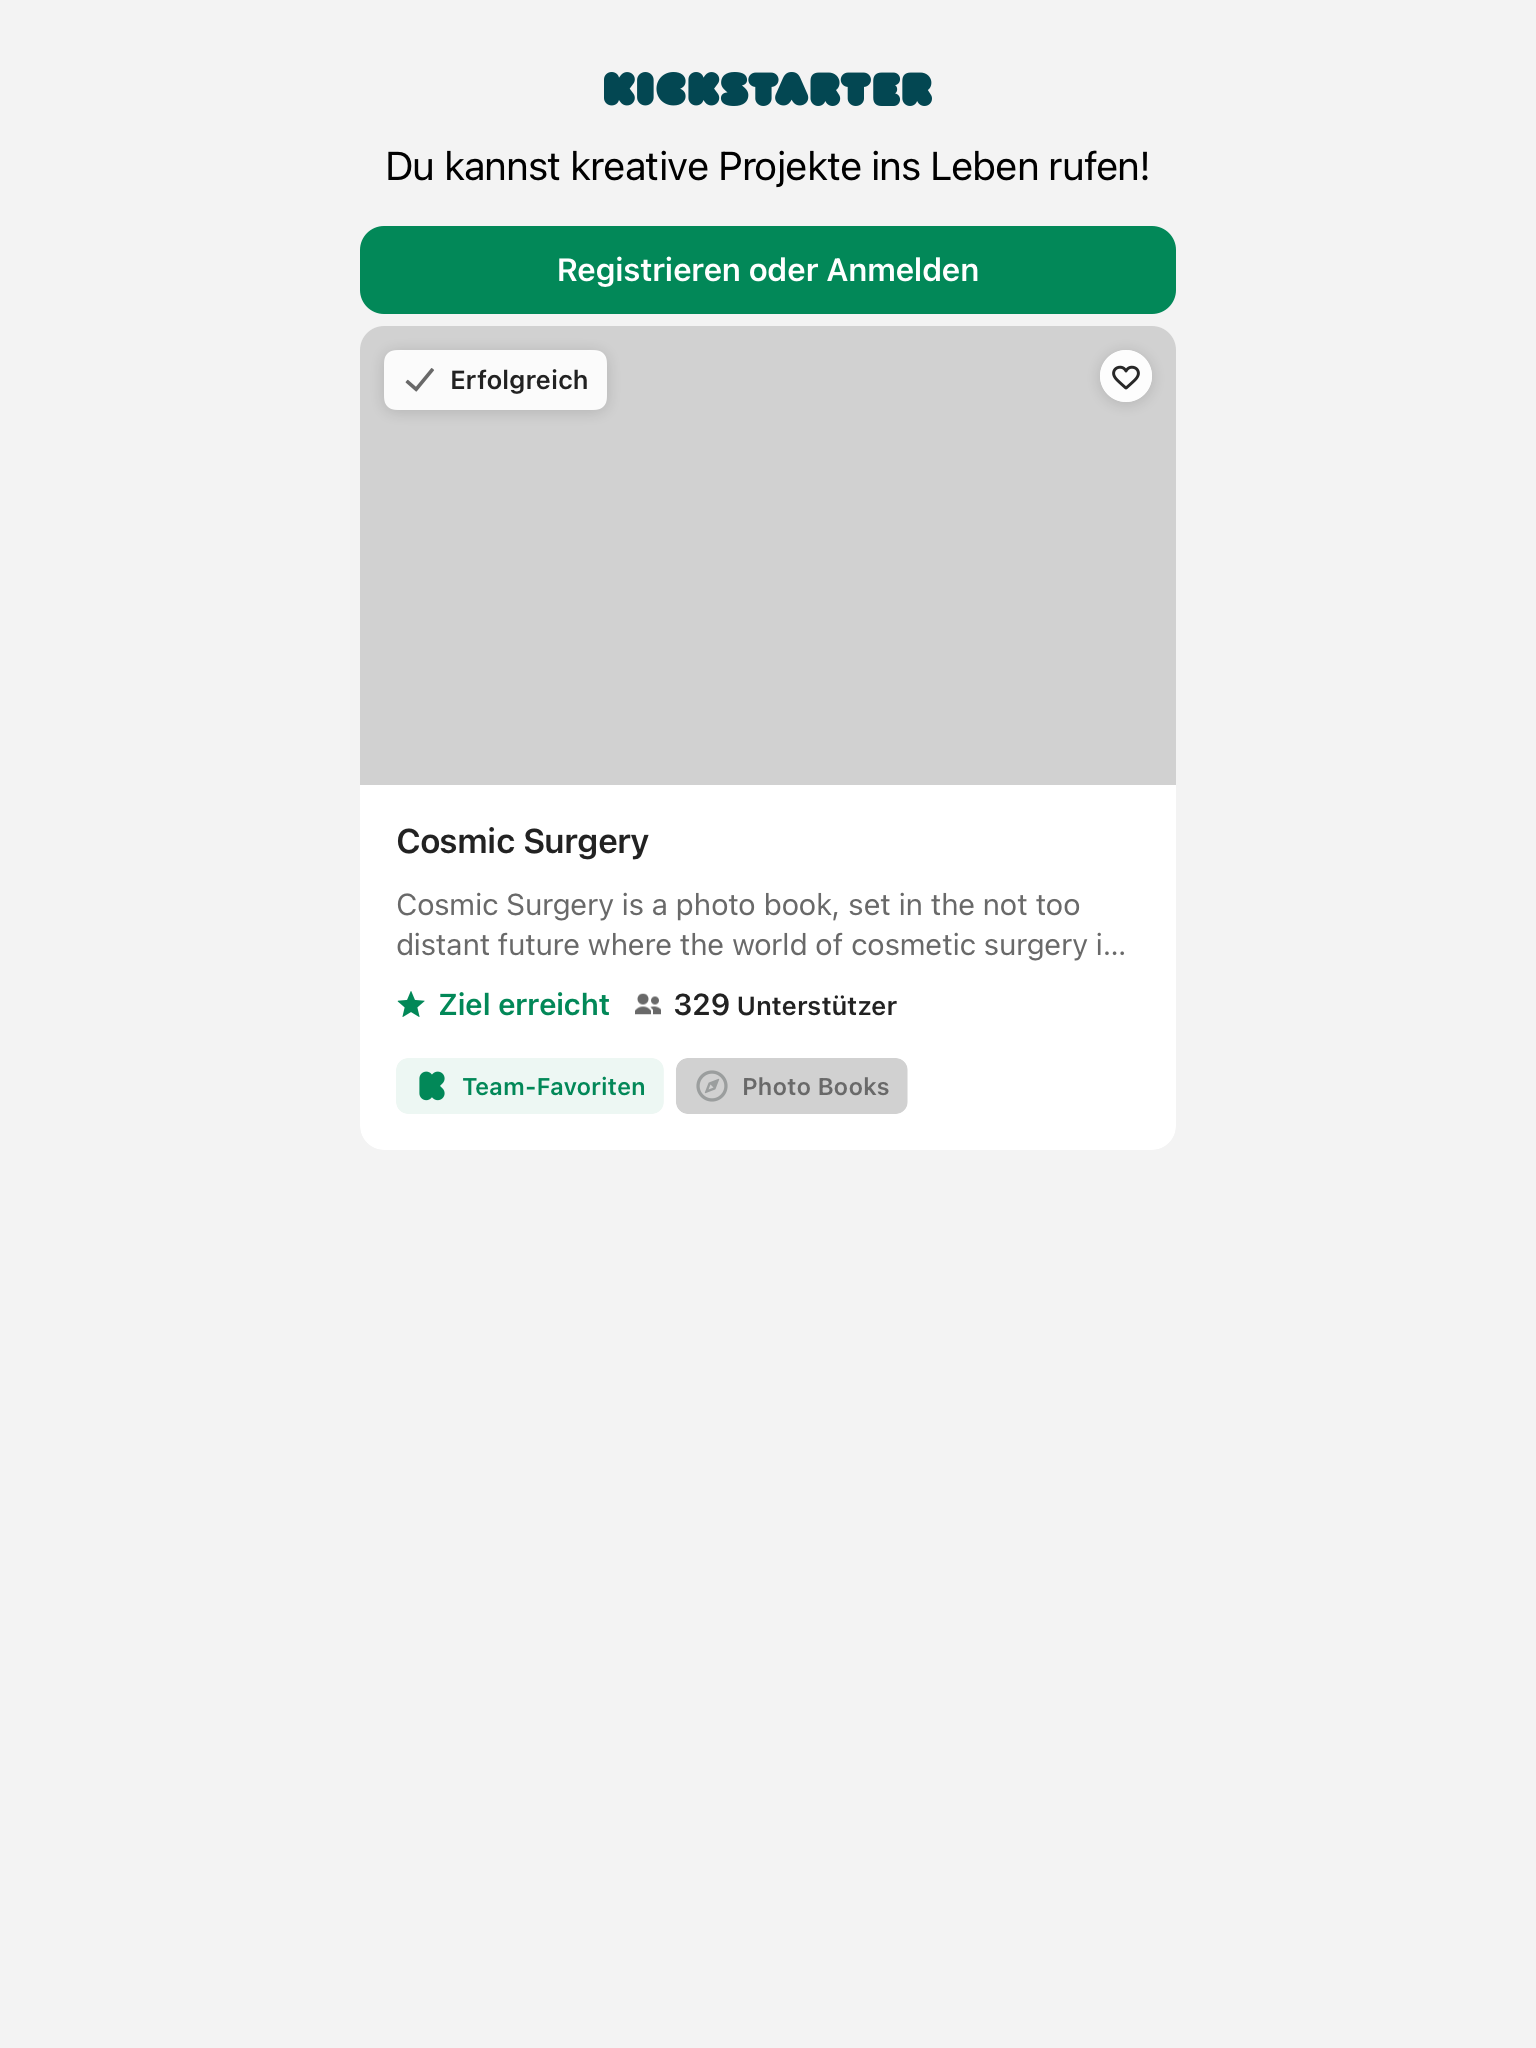 KICKSTARTER
Du kannst kreative Projekte ins Leben rufen!
Registrieren oder Anmelden
Erfolgreich
Cosmic Surgery
Cosmic Surgery is a photo book, set in the not too
distant future where the world of cosmetic surgery i...
Ziel erreicht 329 Unterstützer
Team-Favoriten Photo Books